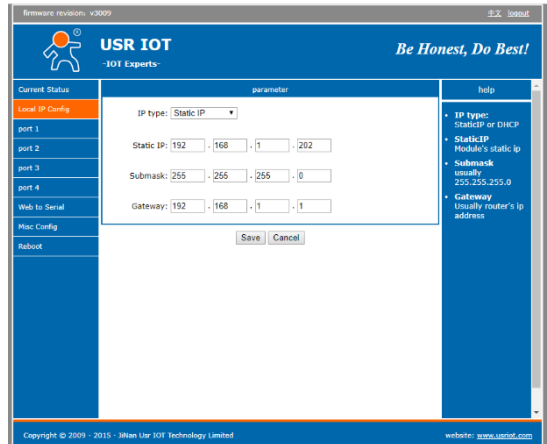 firmware revision: v3009
中文 logout
USR IOT
-IOT Experts-
Be Honest, Do Best!
Current Status
Local IP Config
port 1
port 2
port 3
port 4
Web to Serial
Misc Config
Reboot
parameter
IP type: Static IP
Static IP: 192 . 168 . 1 . 202
Submask: 255 . 255 . 255 . 0
Gateway: 192 . 168 . 1 . 1
Save Cancel
help
• IP type:
StaticIP or DHCP
• StaticIP
Module's static ip
• Submask
usually
255.255.255.0
• Gateway
Usually router's ip
address
Copyright © 2009 - 2015 · JiNan Usr IOT Technology Limited
website: www.usriot.com